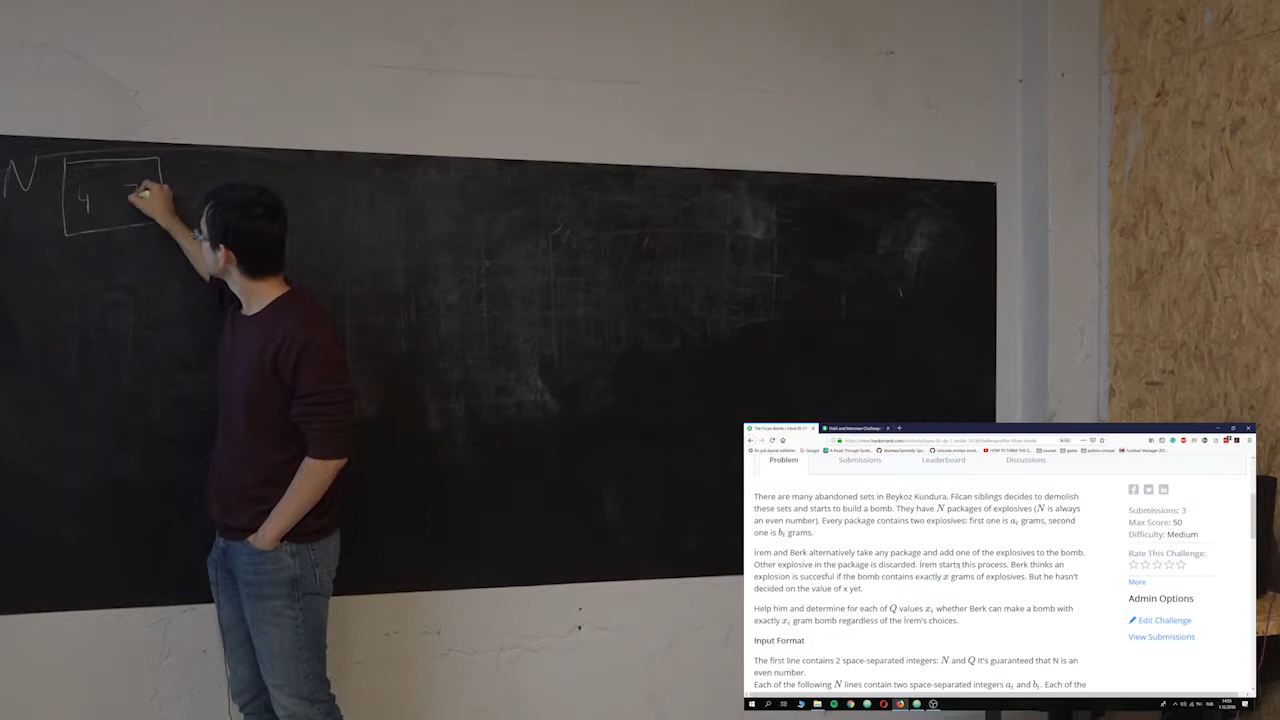 N
4 7
Problem
Submissions
Leaderboard
Discussions
There are many abandoned sets in Beykoz Kundura. Filcan siblings decides to demolish
these sets and starts to build a bomb. They have N packages of explosives (N is always
an even number). Every package contains two explosives: first one is aᵢ grams, second
one is bᵢ grams.
İrem and Berk alternatively take any package and add one of the explosives to the bomb.
Other explosive in the package is discarded. İrem starts this process. Berk thinks an
explosion is succesful if the bomb contains exactly x grams of explosives. But he hasn't
decided on the value of x yet.
Help him and determine for each of Q values xᵢ whether Berk can make a bomb with
exactly xᵢ gram bomb regardless of the İrem's choices.
Input Format
The first line contains 2 space-separated integers: N and Q It's guaranteed that N is an
even number.
Each of the following N lines contain two space-separated integers aᵢ and bᵢ. Each of the
Submissions: 3
Max Score: 50
Difficulty: Medium
Rate This Challenge:
More
Admin Options
Edit Challenge
View Submissions
14:55
1.12.2018